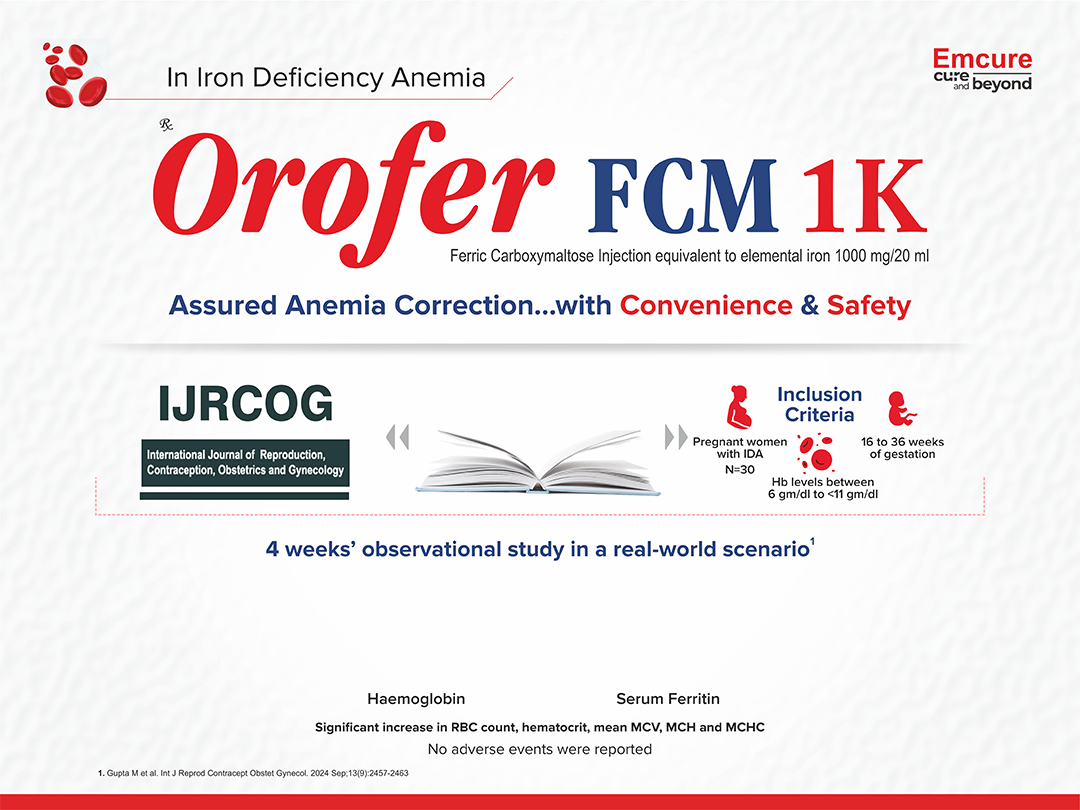 In Iron Deficiency Anemia
Emcure
cure and beyond
Rx
Orofer FCM 1K
Ferric Carboxymaltose Injection equivalent to elemental iron 1000 mg/20 ml
Assured Anemia Correction...with Convenience & Safety
IJRCOG
International Journal of Reproduction,
Contraception, Obstetrics and Gynecology
Inclusion
Criteria
Pregnant women
with IDA
N=30
16 to 36 weeks
of gestation
Hb levels between
6 gm/dl to <11 gm/dl
4 weeks’ observational study in a real-world scenario¹
Haemoglobin
Serum Ferritin
Significant increase in RBC count, hematocrit, mean MCV, MCH and MCHC
No adverse events were reported
1. Gupta M et al. Int J Reprod Contracept Obstet Gynecol. 2024 Sep;13(9):2457-2463